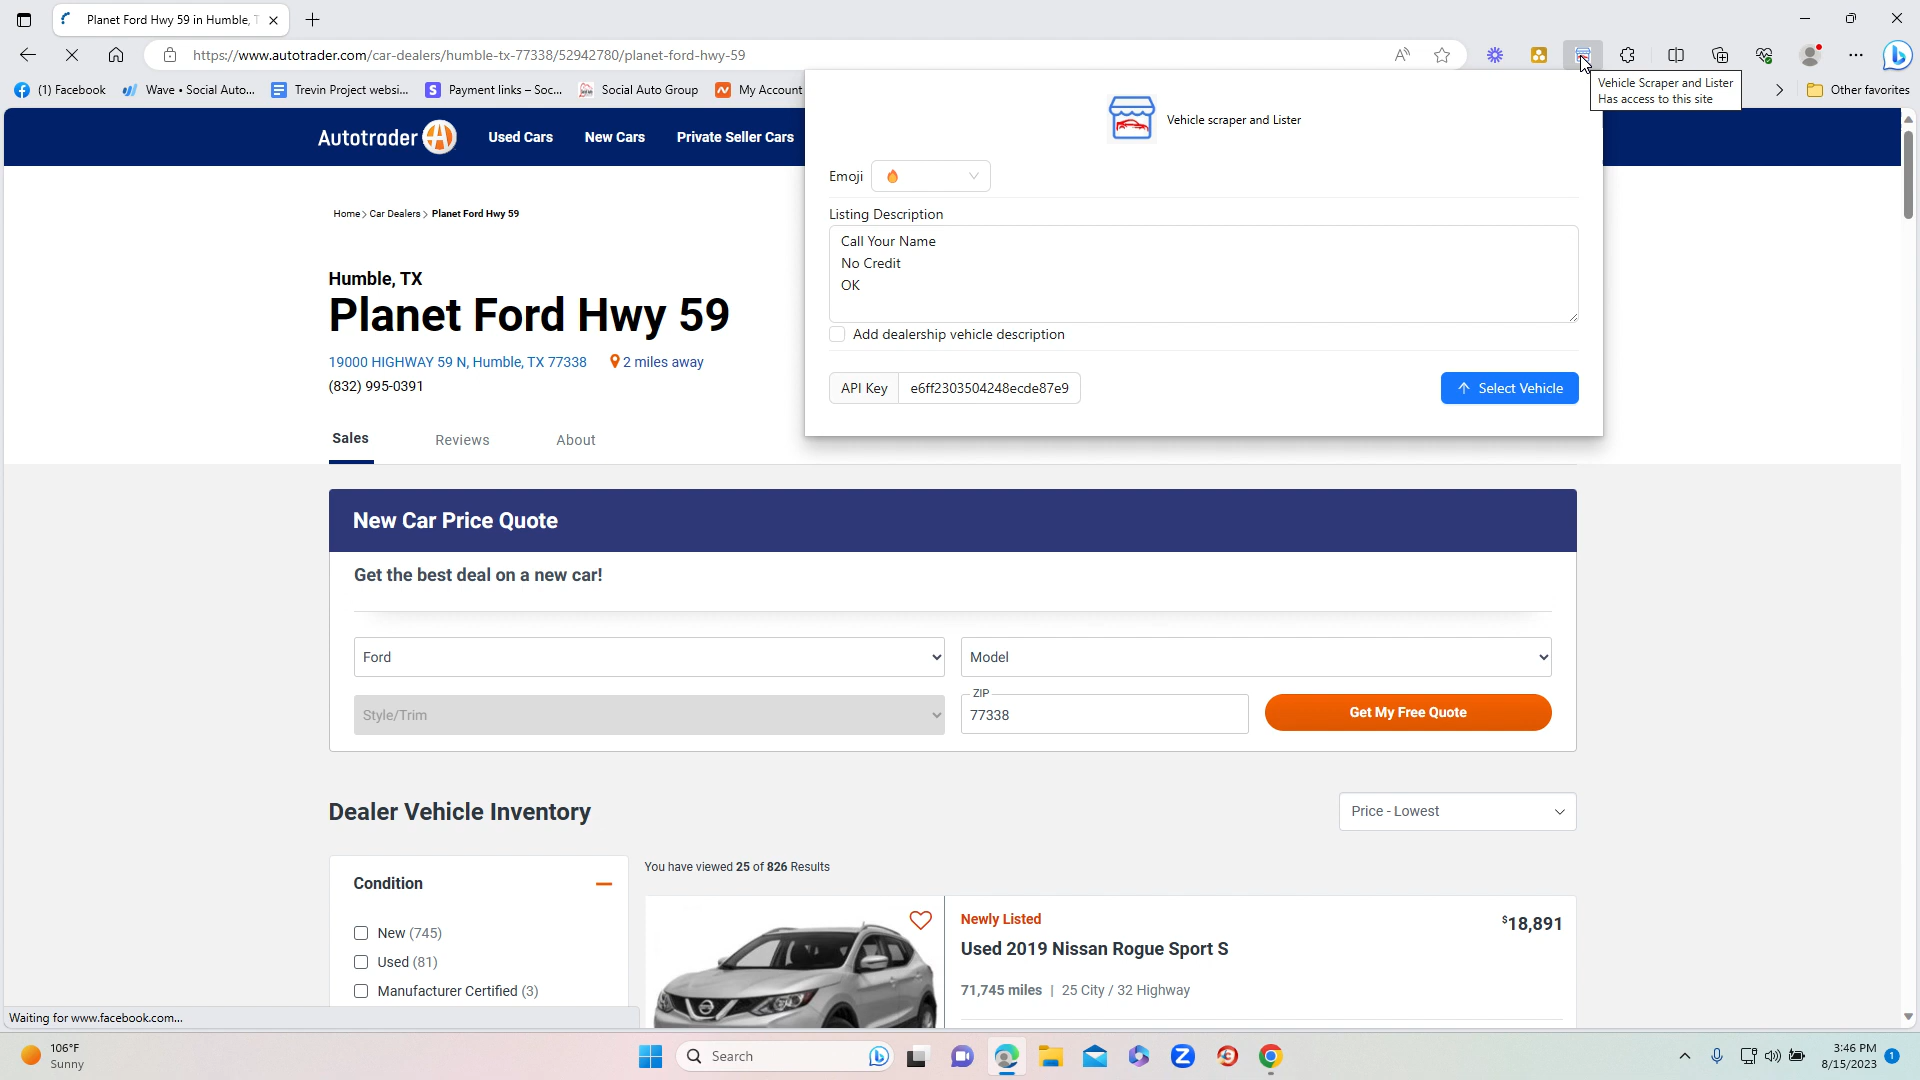 Planet Ford Hwy 59 in Humble, T
https://www.autotrader.com/car-dealers/humble-tx-77338/52942780/planet-ford-hwy-59
(1) Facebook
Wave • Social Auto...
Trevin Project websi...
Payment links – Soc...
Social Auto Group
My Account
Other favorites
Vehicle Scraper and Lister
Has access to this site
Autotrader
Used Cars
New Cars
Private Seller Cars
Vehicle scraper and Lister
Emoji
Listing Description
Call Your Name
No Credit
OK
Add dealership vehicle description
API Key
e6ff2303504248ecde87e9
Select Vehicle
Home > Car Dealers > Planet Ford Hwy 59
Humble, TX
Planet Ford Hwy 59
19000 HIGHWAY 59 N, Humble, TX 77338
2 miles away
(832) 995-0391
Sales
Reviews
About
New Car Price Quote
Get the best deal on a new car!
Ford
Model
Style/Trim
ZIP
77338
Get My Free Quote
Dealer Vehicle Inventory
Price - Lowest
Condition
New (745)
Used (81)
Manufacturer Certified (3)
You have viewed 25 of 826 Results
Newly Listed
$18,891
Used 2019 Nissan Rogue Sport S
71,745 miles | 25 City / 32 Highway
Waiting for www.facebook.com...
106°F
Sunny
Search
3:46 PM
8/15/2023
1